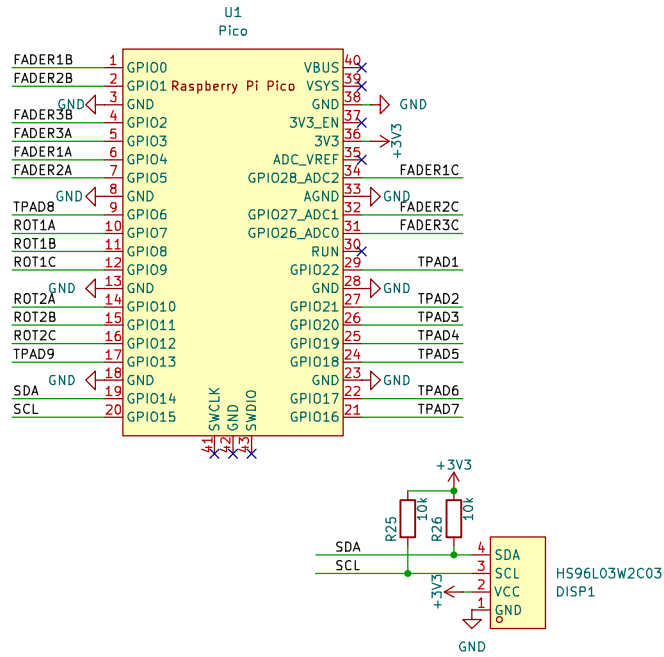 U1
Pico
Raspberry Pi Pico
FADER1B 1 GPIO0
FADER2B 2 GPIO1
GND 3 GND
FADER3B 4 GPIO2
FADER3A 5 GPIO3
FADER1A 6 GPIO4
FADER2A 7 GPIO5
GND 8 GND
TPAD8 9 GPIO6
ROT1A 10 GPIO7
ROT1B 11 GPIO8
ROT1C 12 GPIO9
GND 13 GND
ROT2A 14 GPIO10
ROT2B 15 GPIO11
ROT2C 16 GPIO12
TPAD9 17 GPIO13
GND 18 GND
SDA 19 GPIO14
SCL 20 GPIO15
VBUS 40
VSYS 39
GND 38 GND
3V3_EN 37
3V3 36 +3V3
ADC_VREF 35
GPIO28_ADC2 34 FADER1C
AGND 33 GND
GPIO27_ADC1 32 FADER2C
GPIO26_ADC0 31 FADER3C
RUN 30
GPIO22 29 TPAD1
GND 28 GND
GPIO21 27 TPAD2
GPIO20 26 TPAD3
GPIO19 25 TPAD4
GPIO18 24 TPAD5
GND 23 GND
GPIO17 22 TPAD6
GPIO16 21 TPAD7
SWCLK 41
GND 42
SWDIO 43
+3V3
R25 10k
R26 10k
SDA 4 SDA
SCL 3 SCL
+3V3 2 VCC
1 GND
GND
HS96L03W2C03
DISP1